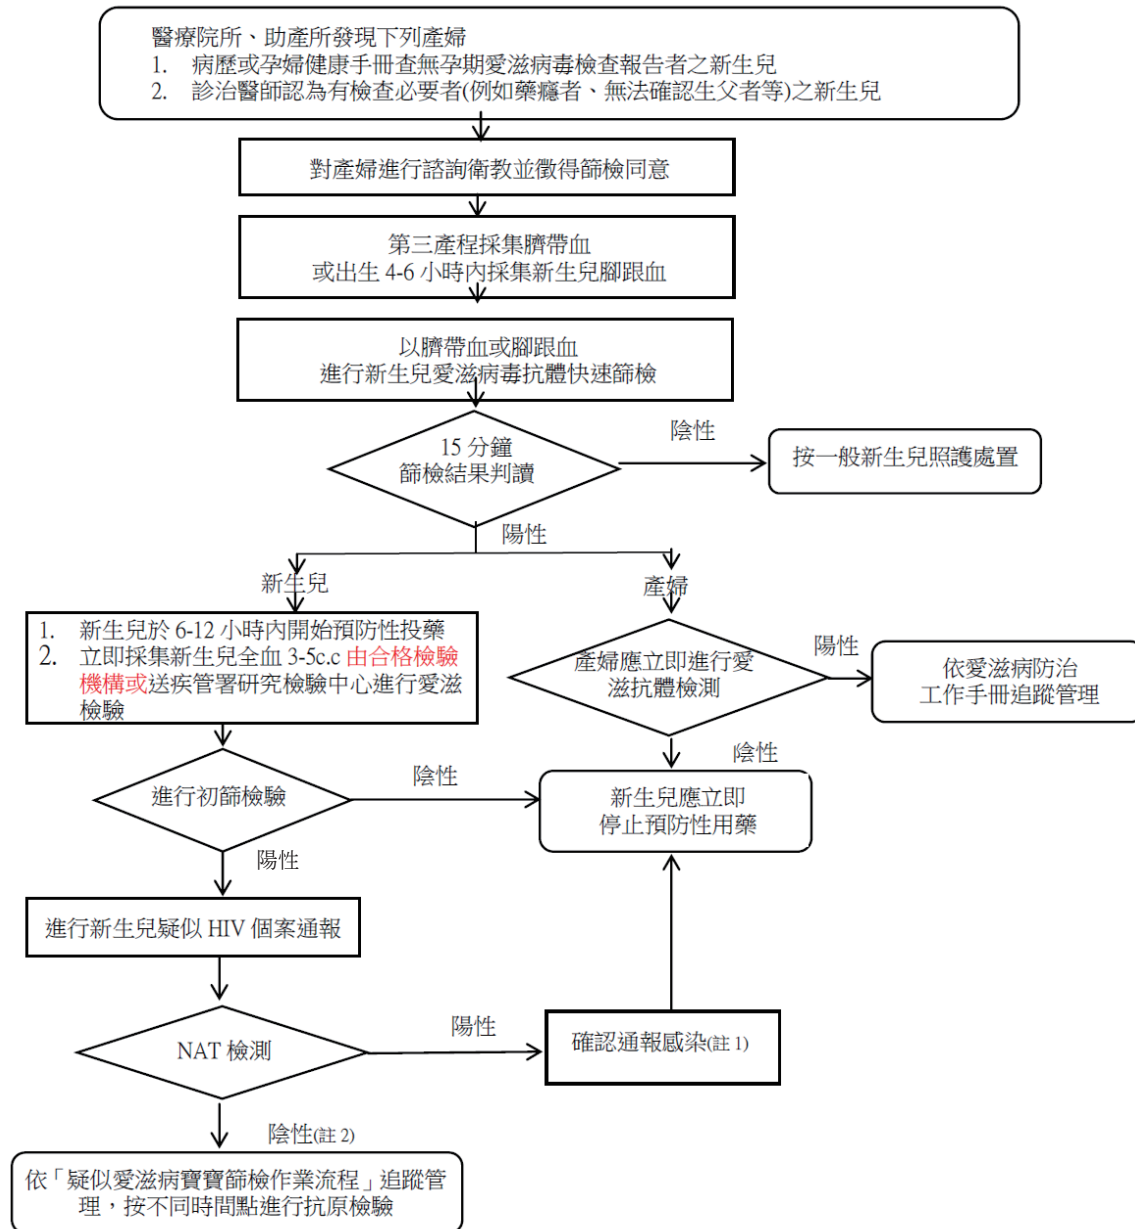 醫療院所、助產所發現下列產婦
1. 病歷或孕婦健康手冊查無孕期愛滋病毒檢查報告者之新生兒
2. 診治醫師認為有檢查必要者(例如藥癮者、無法確認生父者等)之新生兒
對產婦進行諮詢衛教並徵得篩檢同意
第三產程採集臍帶血
或出生 4-6 小時內採集新生兒腳跟血
以臍帶血或腳跟血
進行新生兒愛滋病毒抗體快速篩檢
15 分鐘
篩檢結果判讀
陰性
按一般新生兒照護處置
陽性
新生兒
產婦
1. 新生兒於 6-12 小時內開始預防性投藥
2. 立即採集新生兒全血 3-5c.c 由合格檢驗
機構或送疾管署研究檢驗中心進行愛滋
檢驗
產婦應立即進行愛
滋抗體檢測
陽性
依愛滋病防治
工作手冊追蹤管理
陰性
進行初篩檢驗
陰性
新生兒應立即
停止預防性用藥
陽性
進行新生兒疑似 HIV 個案通報
NAT 檢測
陽性
確認通報感染(註 1)
陰性(註 2)
依「疑似愛滋病寶寶篩檢作業流程」追蹤管
理，按不同時間點進行抗原檢驗